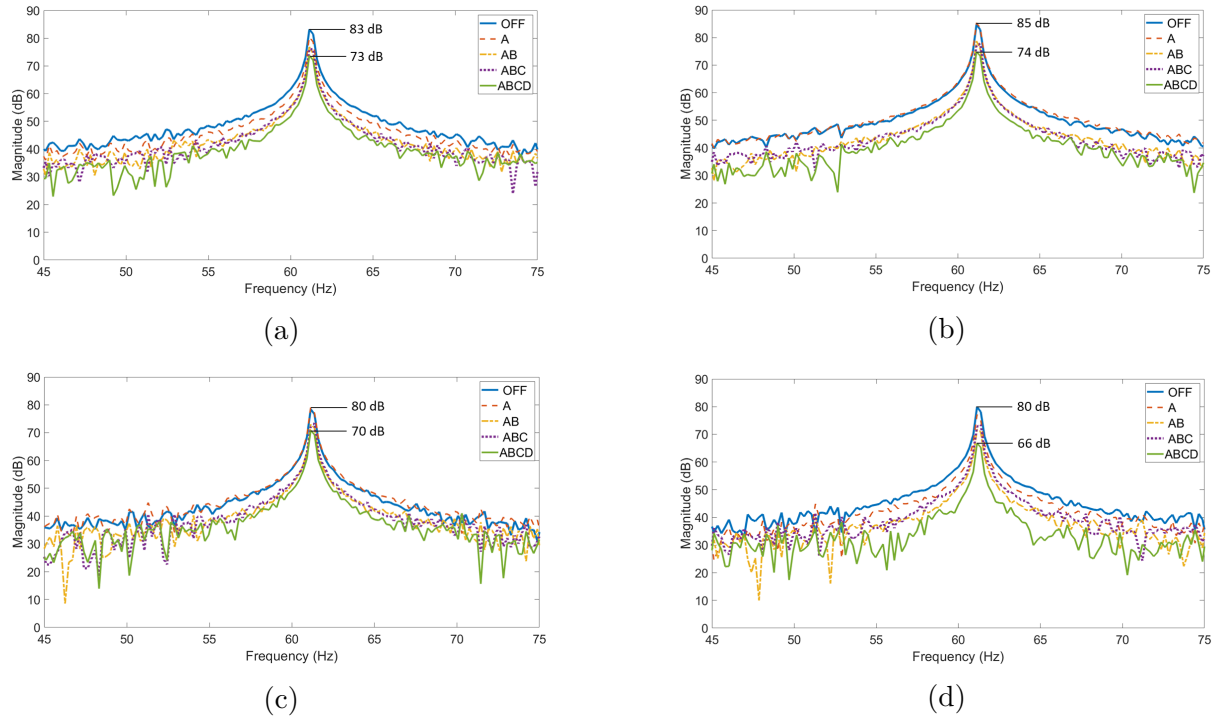 90
80
70
60
50
40
30
20
10
0
Magnitude (dB)
83 dB
73 dB
OFF
A
AB
ABC
ABCD
45 50 55 60 65 70 75
Frequency (Hz)
(a)
90
80
70
60
50
40
30
20
10
0
Magnitude (dB)
85 dB
74 dB
OFF
A
AB
ABC
ABCD
45 50 55 60 65 70 75
Frequency (Hz)
(b)
90
80
70
60
50
40
30
20
10
0
Magnitude (dB)
80 dB
70 dB
OFF
A
AB
ABC
ABCD
45 50 55 60 65 70 75
Frequency (Hz)
(c)
90
80
70
60
50
40
30
20
10
0
Magnitude (dB)
80 dB
66 dB
OFF
A
AB
ABC
ABCD
45 50 55 60 65 70 75
Frequency (Hz)
(d)